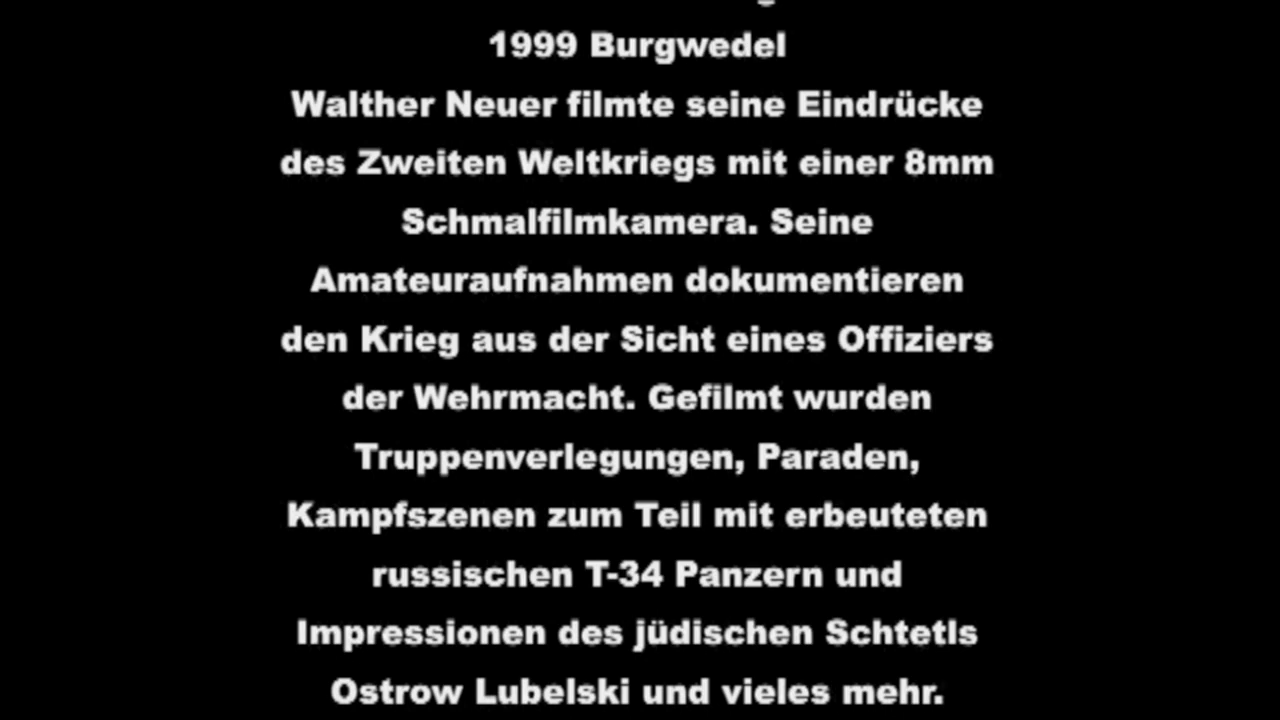 1999 Burgwedel
Walther Neuer filmte seine Eindrücke
des Zweiten Weltkriegs mit einer 8mm
Schmalfilmkamera. Seine
Amateuraufnahmen dokumentieren
den Krieg aus der Sicht eines Offiziers
der Wehrmacht. Gefilmt wurden
Truppenverlegungen, Paraden,
Kampfszenen zum Teil mit erbeuteten
russischen T-34 Panzern und
Impressionen des jüdischen Schtetls
Ostrow Lubelski und vieles mehr.